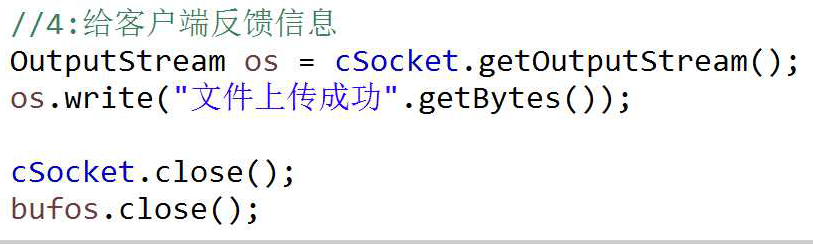 //4:给客户端反馈信息
OutputStream os = cSocket.getOutputStream();
os.write("文件上传成功".getBytes());
cSocket.close();
bufos.close();